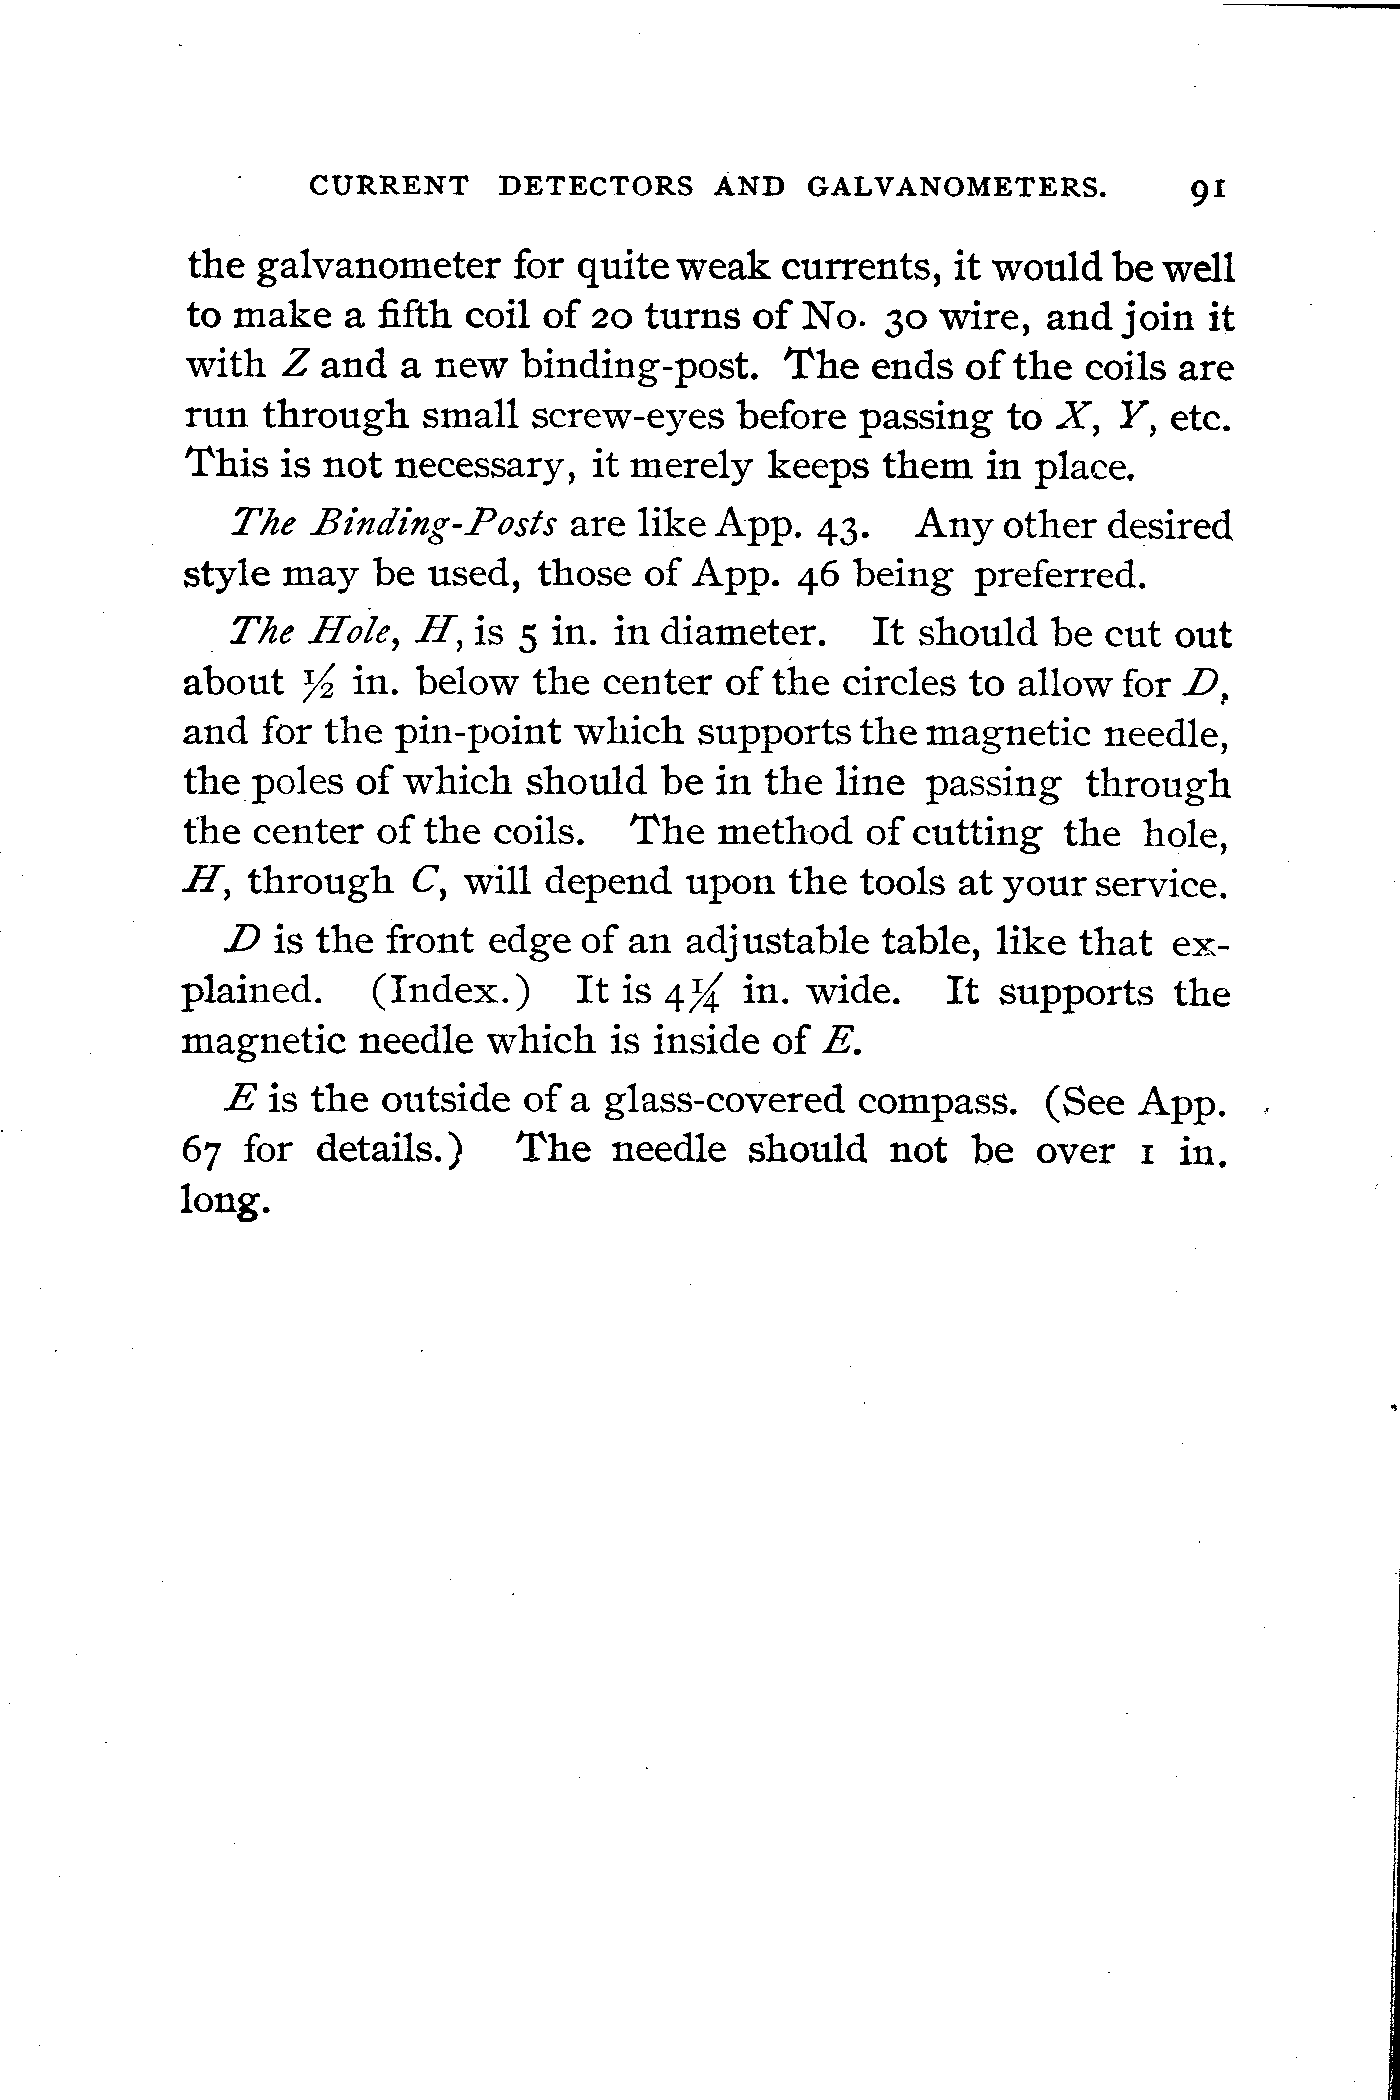 CURRENT DETECTORS AND GALVANOMETERS. 91
the galvanometer for quite weak currents, it would be well
to make a fifth coil of 20 turns of No. 30 wire, and join it
with Z and a new binding-post. The ends of the coils are
run through small screw-eyes before passing to X, Y, etc.
This is not necessary, it merely keeps them in place.
The Binding-Posts are like App. 43. Any other desired
style may be used, those of App. 46 being preferred.
The Hole, H, is 5 in. in diameter. It should be cut out
about ½ in. below the center of the circles to allow for D,
and for the pin-point which supports the magnetic needle,
the poles of which should be in the line passing through
the center of the coils. The method of cutting the hole,
H, through C, will depend upon the tools at your service.
D is the front edge of an adjustable table, like that ex-
plained. (Index.) It is 4¼ in. wide. It supports the
magnetic needle which is inside of E.
E is the outside of a glass-covered compass. (See App.
67 for details.) The needle should not be over 1 in.
long.